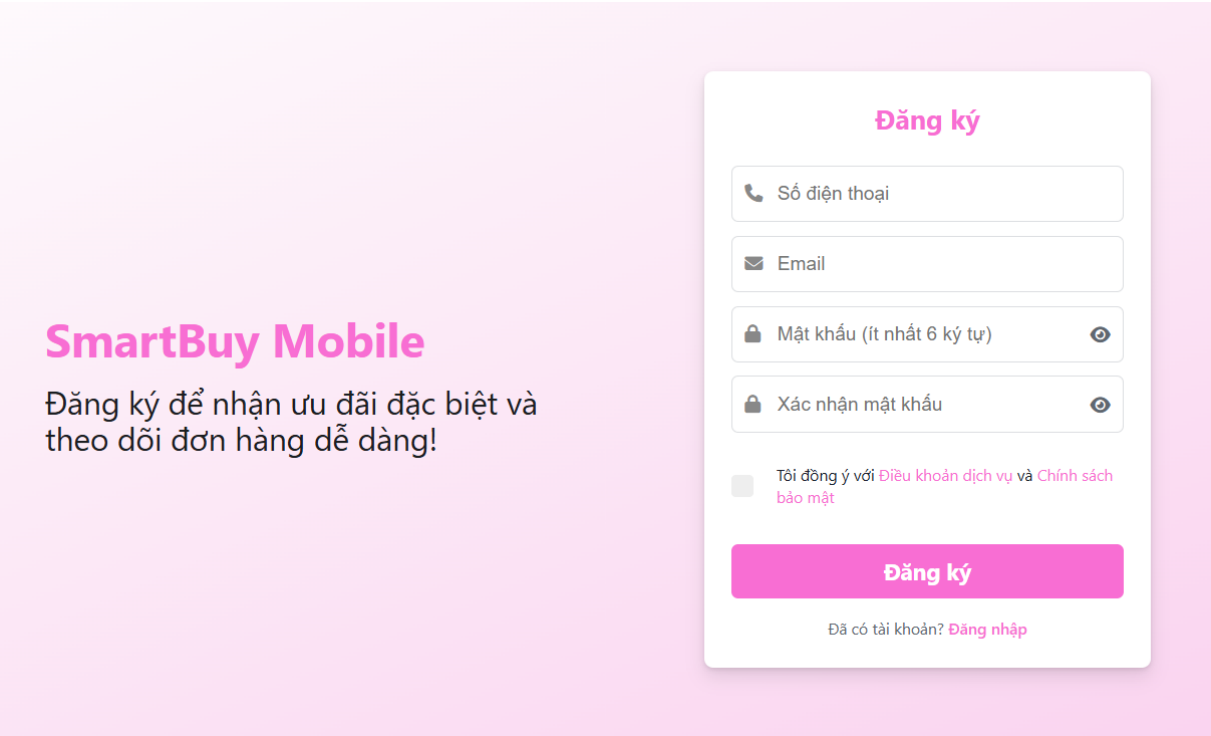 SmartBuy Mobile
Đăng ký để nhận ưu đãi đặc biệt và
theo dõi đơn hàng dễ dàng!
Đăng ký
Số điện thoại
Email
Mật khẩu (ít nhất 6 ký tự)
Xác nhận mật khẩu
Tôi đồng ý với Điều khoản dịch vụ và Chính sách
bảo mật
Đăng ký
Đã có tài khoản? Đăng nhập